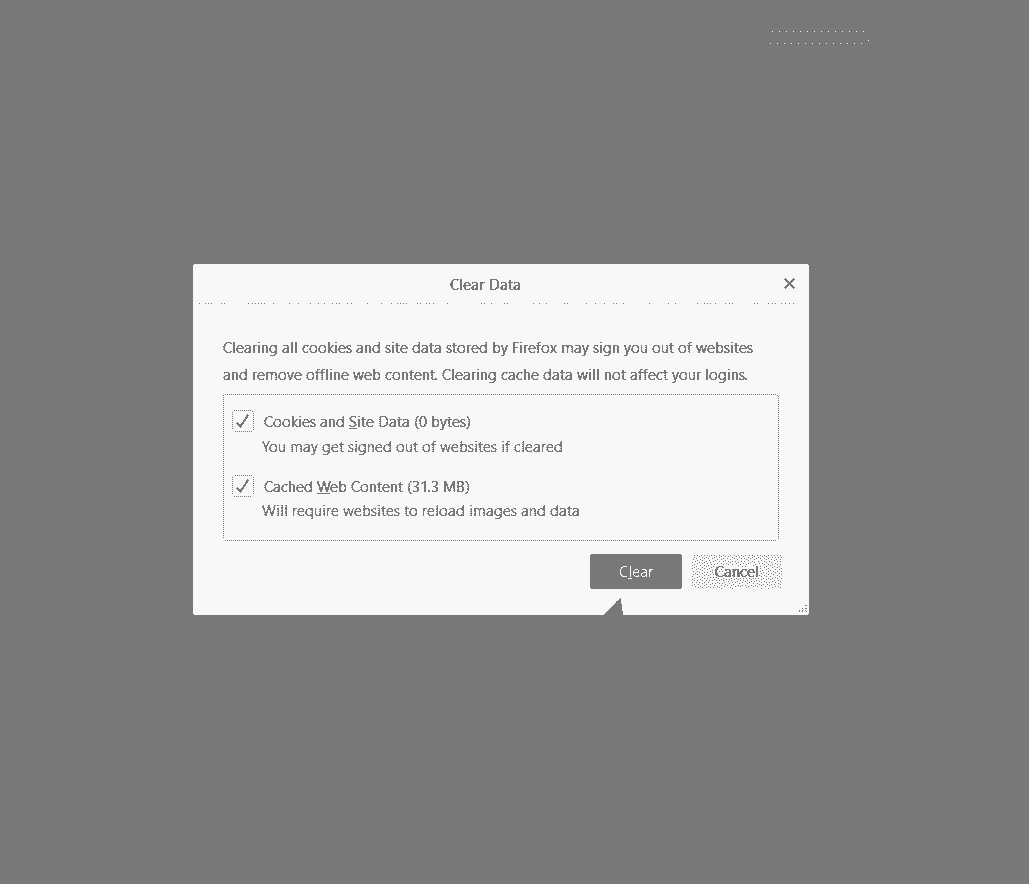 Clear Data
Clearing all cookies and site data stored by Firefox may sign you out of websites
and remove offline web content. Clearing cache data will not affect your logins.
Cookies and Site Data (0 bytes)
You may get signed out of websites if cleared
Cached Web Content (31.3 MB)
Will require websites to reload images and data
Clear
Cancel